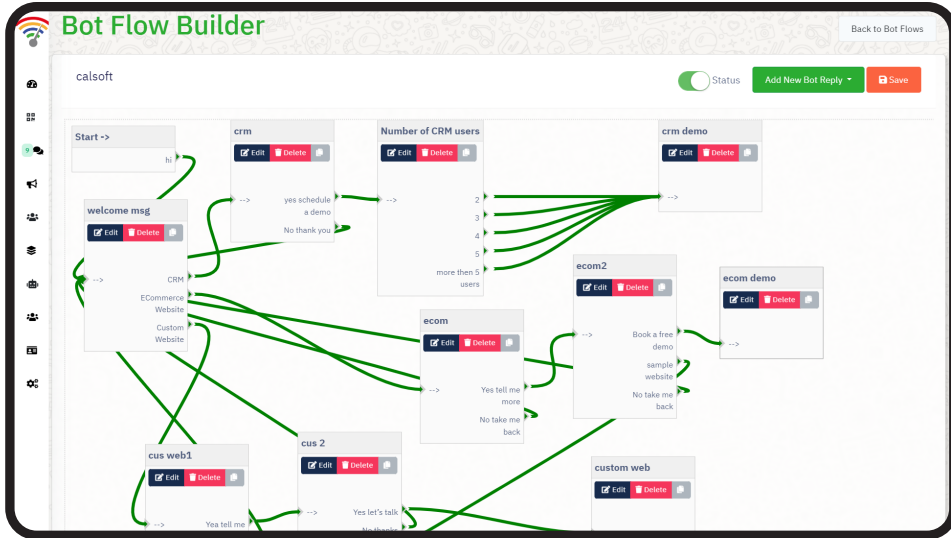 Bot Flow Builder
Back to Bot Flows
calsoft
Status
Add New Bot Reply
Save
9
Start ->
hi
crm
Edit Delete
-->
yes schedule
a demo
No thank you
Number of CRM users
Edit Delete
-->
2
3
4
5
more then 5
users
crm demo
Edit Delete
-->
welcome msg
Edit Delete
-->
CRM
ECommerce
Website
Custom
Website
ecom
Edit Delete
-->
Yes tell me
more
No take me
back
ecom2
Edit Delete
-->
Book a free
demo
sample
website
No take me
back
ecom demo
Edit Delete
-->
cus web1
Edit Delete
-->
Yea tell me
cus 2
Edit Delete
-->
Yes let's talk
No thanks
custom web
Edit Delete